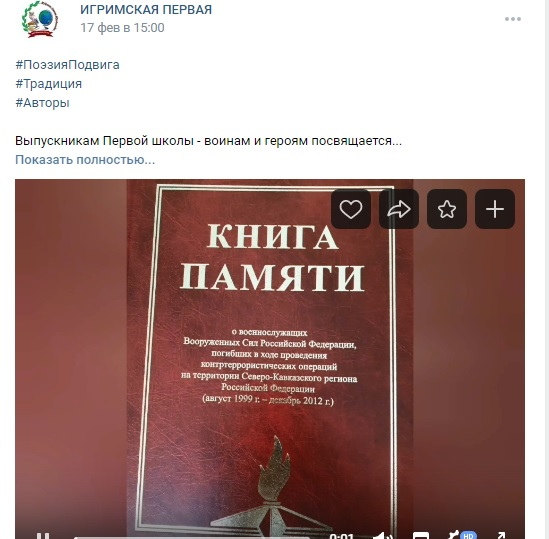 ИГРИМСКАЯ ПЕРВАЯ
17 фев в 15:00
#ПоэзияПодвига
#Традиция
#Авторы
Выпускникам Первой школы - воинам и героям посвящается...
Показать полностью...
КНИГА
ПАМЯТИ
о военнослужащих
Вооруженных Сил Российской Федерации,
погибших в ходе проведения
контртеррористических операций
на территории Северо-Кавказского региона
Российской Федерации
(август 1999 г. – декабрь 2012 г.)
0:01
HD